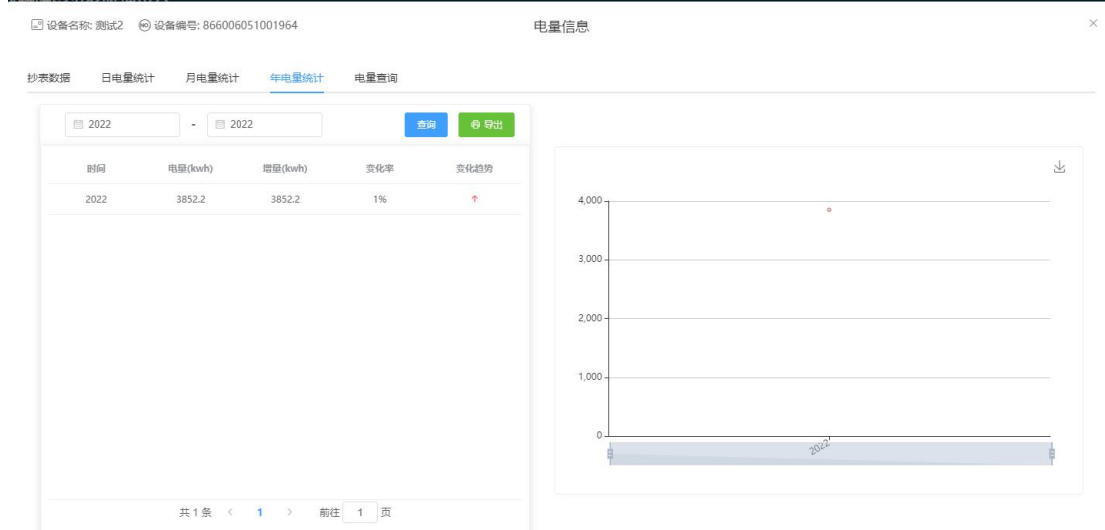 设备名称: 测试2 NO 设备编号: 866006051001964 电量信息
抄表数据 日电量统计 月电量统计 年电量统计 电量查询
2022 - 2022 查询 导出
时间 电量(kwh) 增量(kwh) 变化率 变化趋势
2022 3852.2 3852.2 1% ↑
共 1 条 < 1 > 前往 1 页
4,000
3,000
2,000
1,000
0
2022